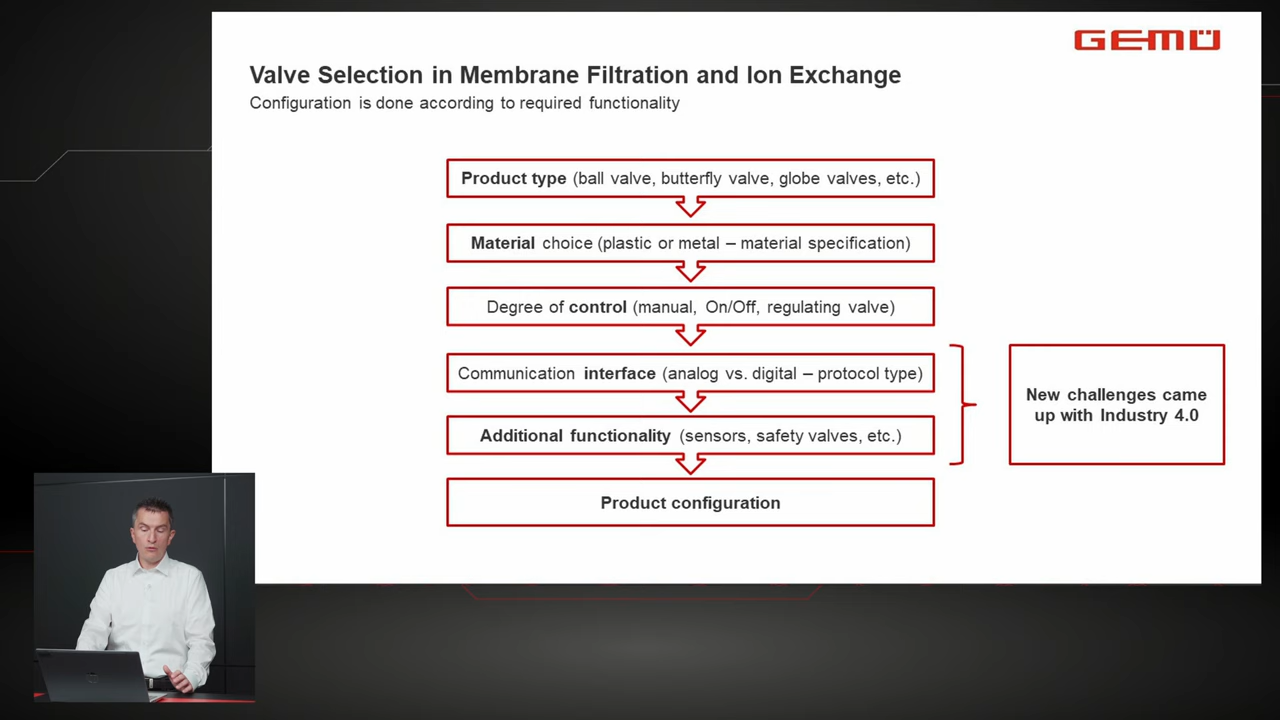 GEMÜ
Valve Selection in Membrane Filtration and Ion Exchange
Configuration is done according to required functionality
Product type (ball valve, butterfly valve, globe valves, etc.)
Material choice (plastic or metal – material specification)
Degree of control (manual, On/Off, regulating valve)
Communication interface (analog vs. digital – protocol type)
Additional functionality (sensors, safety valves, etc.)
Product configuration
New challenges came
up with Industry 4.0